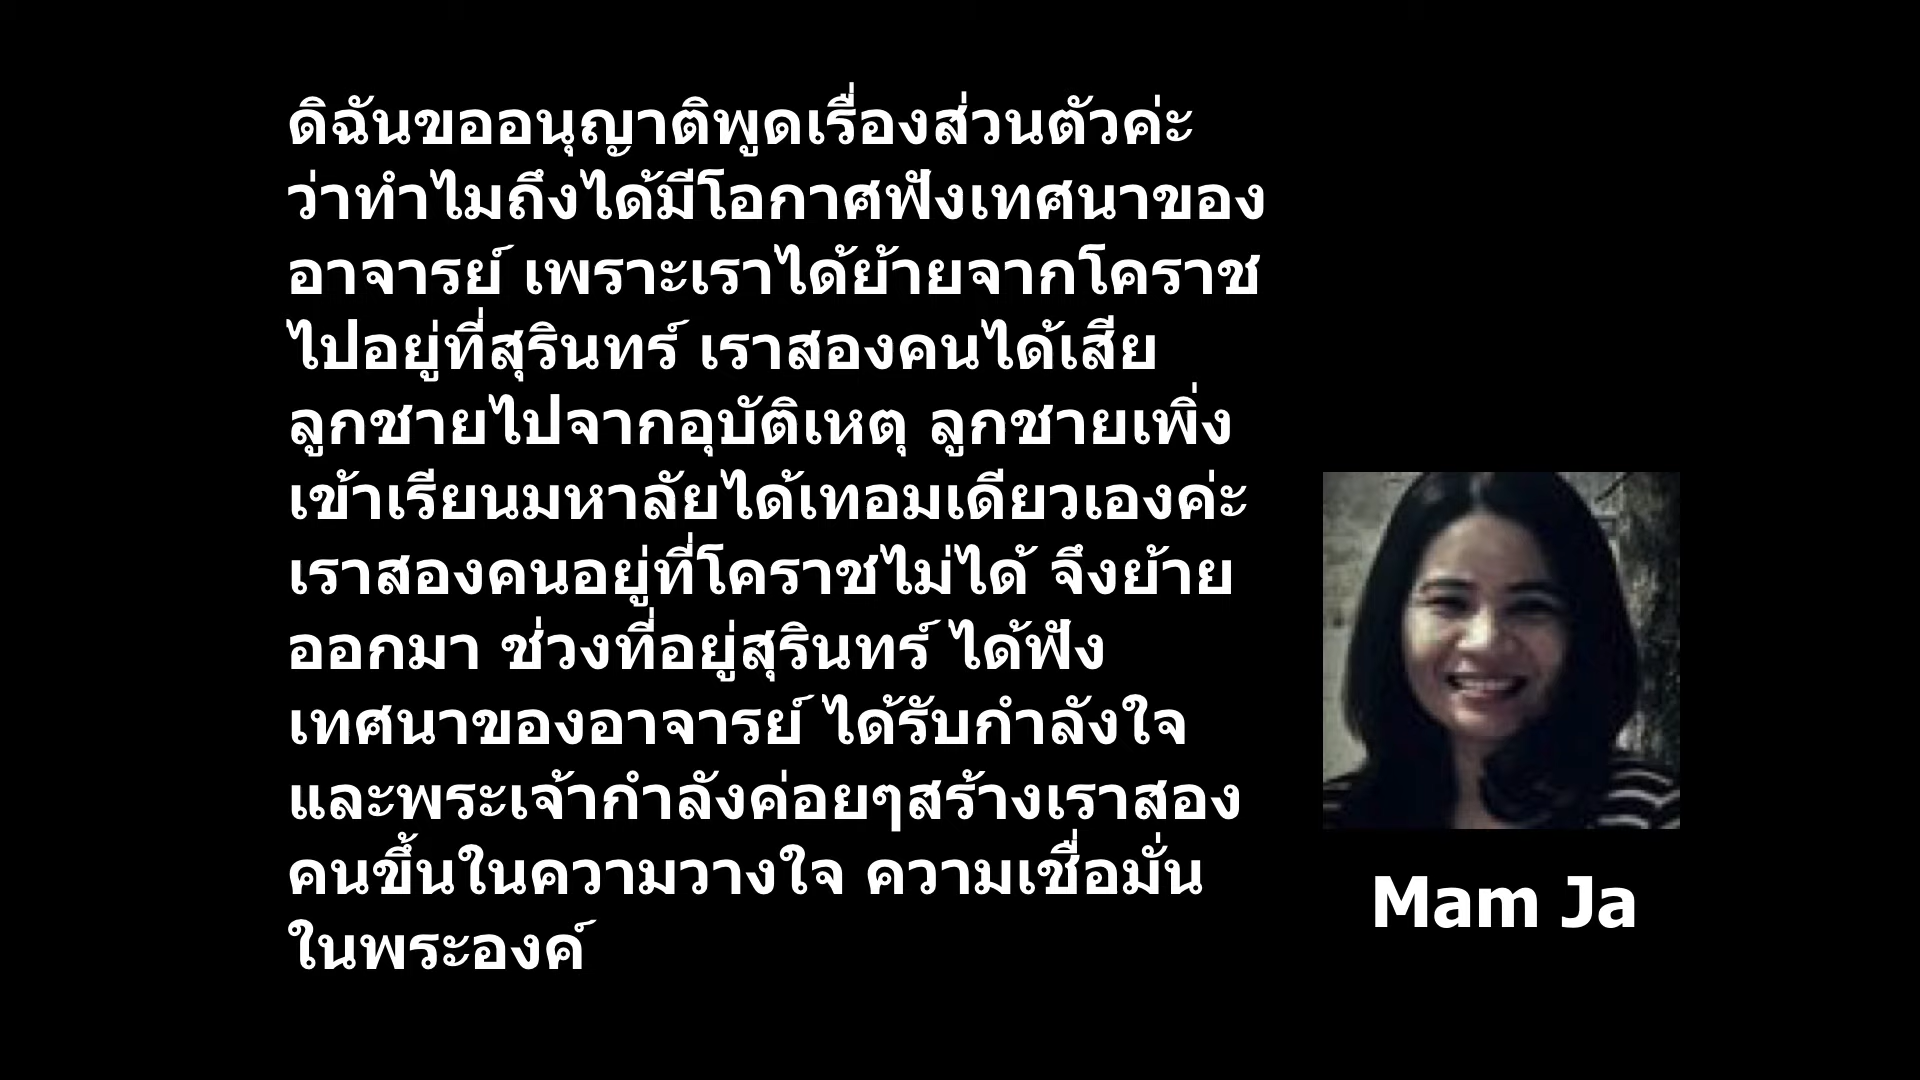 ดิฉันขออนุญาติพูดเรื่องส่วนตัวค่ะ
ว่าทำไมถึงได้มีโอกาศฟังเทศนาของ
อาจารย์ เพราะเราได้ย้ายจากโคราช
ไปอยู่ที่สุรินทร์ เราสองคนได้เสีย
ลูกชายไปจากอุบัติเหตุ ลูกชายเพิ่ง
เข้าเรียนมหาลัยได้เทอมเดียวเองค่ะ
เราสองคนอยู่ที่โคราชไม่ได้ จึงย้าย
ออกมา ช่วงที่อยู่สุรินทร์ ได้ฟัง
เทศนาของอาจารย์ ได้รับกำลังใจ
และพระเจ้ากำลังค่อยๆสร้างเราสอง
คนขึ้นในความวางใจ ความเชื่อมั่น
ในพระองค์
Mam Ja